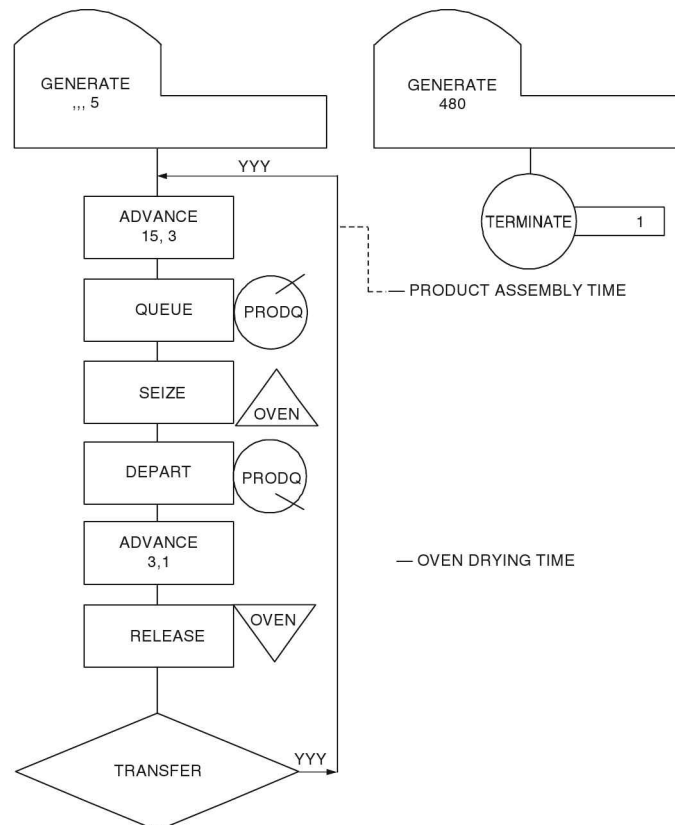 GENERATE
,,, 5
GENERATE
480
YYY
ADVANCE
15, 3
TERMINATE
1
QUEUE
PRODQ
— PRODUCT ASSEMBLY TIME
SEIZE
OVEN
DEPART
PRODQ
ADVANCE
3,1
— OVEN DRYING TIME
RELEASE
OVEN
TRANSFER
YYY